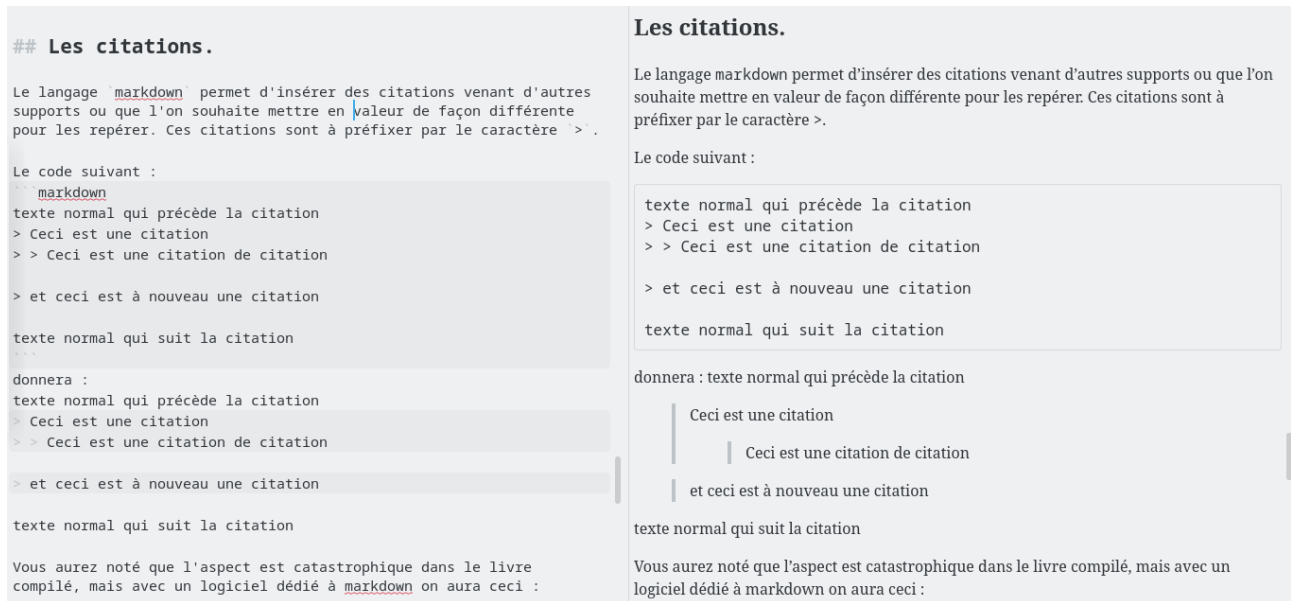 ## Les citations.
Le langage `markdown` permet d'insérer des citations venant d'autres
supports ou que l'on souhaite mettre en valeur de façon différente
pour les repérer. Ces citations sont à préfixer par le caractère `>`.
Le code suivant :
```markdown
texte normal qui précède la citation
> Ceci est une citation
> > Ceci est une citation de citation
> et ceci est à nouveau une citation
texte normal qui suit la citation
```
donnera :
texte normal qui précède la citation
> Ceci est une citation
> > Ceci est une citation de citation
> et ceci est à nouveau une citation
texte normal qui suit la citation
Vous aurez noté que l'aspect est catastrophique dans le livre
compilé, mais avec un logiciel dédié à markdown on aura ceci :
Les citations.
Le langage markdown permet d’insérer des citations venant d’autres supports ou que l’on
souhaite mettre en valeur de façon différente pour les repérer. Ces citations sont à
préfixer par le caractère >.
Le code suivant :
texte normal qui précède la citation
> Ceci est une citation
> > Ceci est une citation de citation
> et ceci est à nouveau une citation
texte normal qui suit la citation
donnera : texte normal qui précède la citation
Ceci est une citation
Ceci est une citation de citation
et ceci est à nouveau une citation
texte normal qui suit la citation
Vous aurez noté que l’aspect est catastrophique dans le livre compilé, mais avec un
logiciel dédié à markdown on aura ceci :